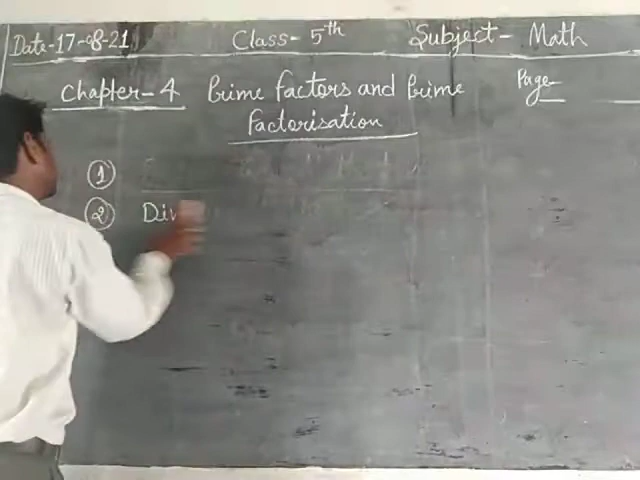 Date-17-08-21 Class-5th Subject- Math
Chapter-4 Prime factors and Prime Page
factorisation
①
② Div